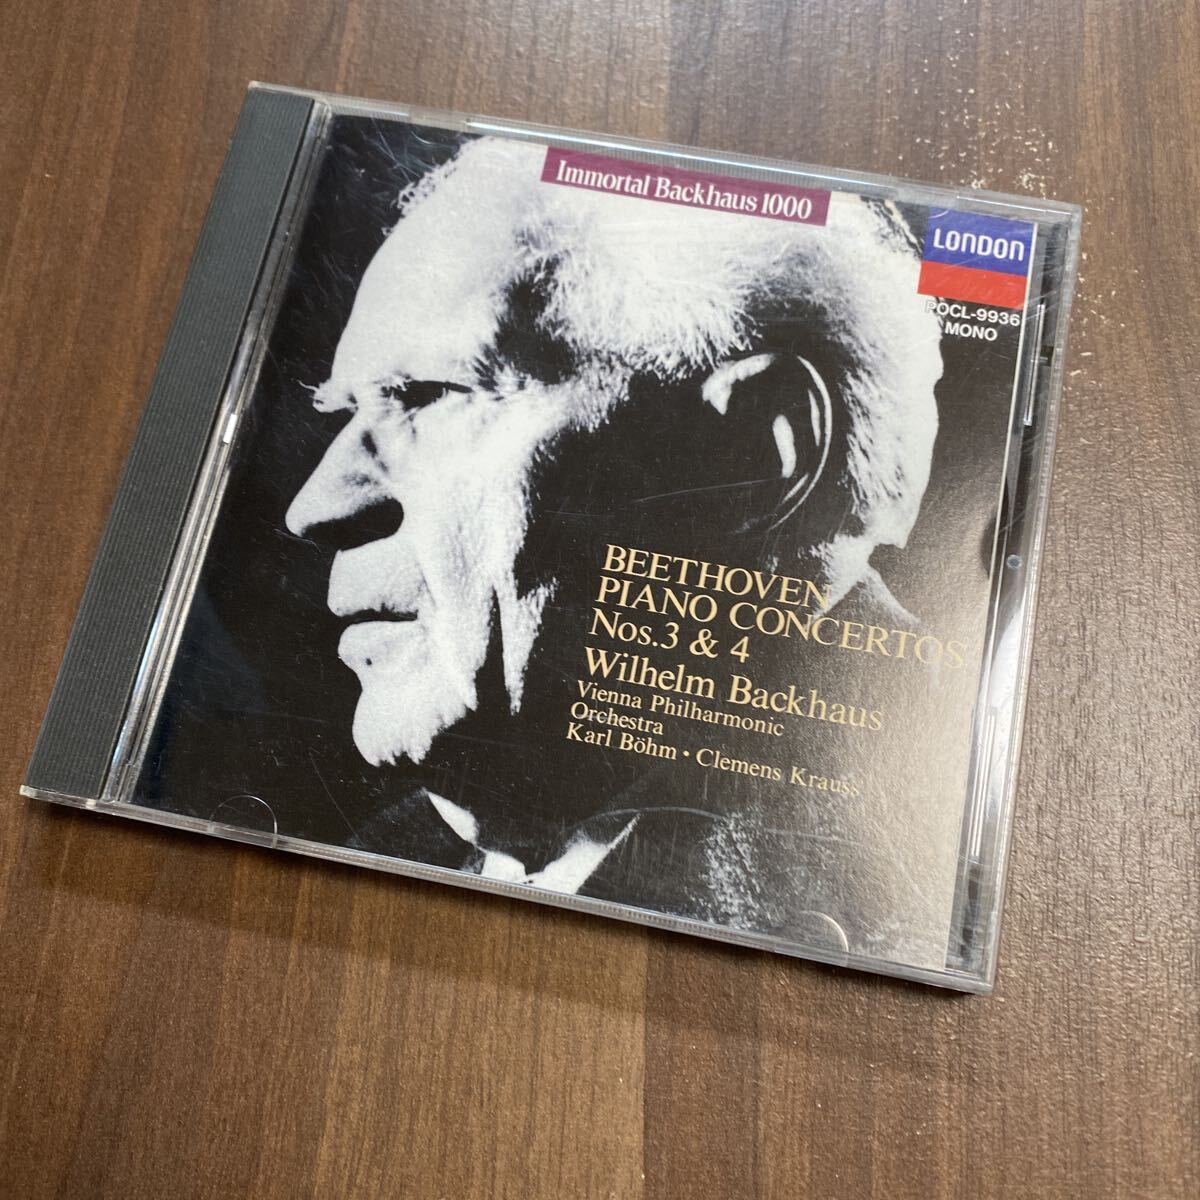 Immortal Backhaus 1000
LONDON
POCL-9936
MONO
BEETHOVEN
PIANO CONCERTOS
Nos.3 & 4
Wilhelm Backhaus
Vienna Philharmonic
Orchestra
Karl Böhm・Clemens Krauss